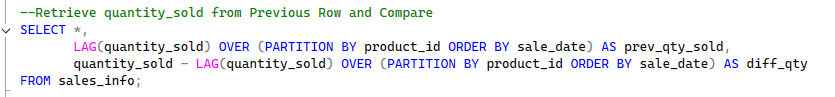 --Retrieve quantity_sold from Previous Row and Compare
SELECT *,
       LAG(quantity_sold) OVER (PARTITION BY product_id ORDER BY sale_date) AS prev_qty_sold,
       quantity_sold - LAG(quantity_sold) OVER (PARTITION BY product_id ORDER BY sale_date) AS diff_qty
FROM sales_info;